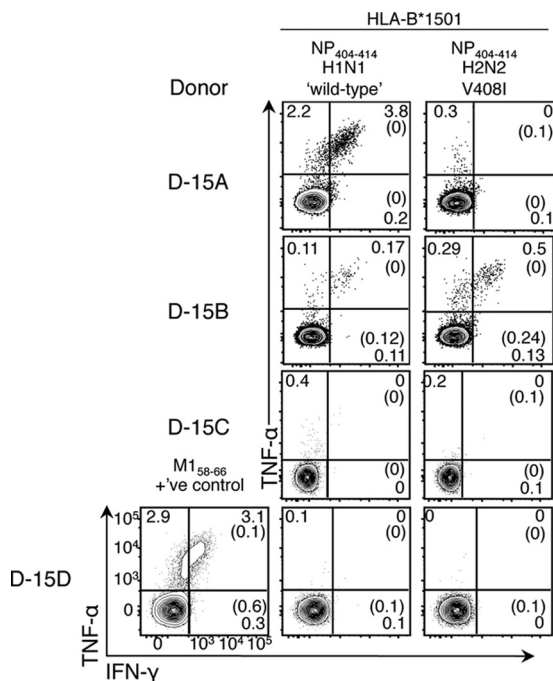 HLA-B*1501
NP404-414 NP404-414
H1N1 H2N2
Donor 'wild-type' V408I
2.2 3.8 0.3 0
(0) (0.1)
D-15A
(0) (0)
0.2 0.1
0.11 0.17 0.29 0.5
(0) (0)
D-15B
(0.12) (0.24)
0.11 0.13
0.4 0 0.2 0
(0) (0.1)
D-15C
M158-66 (0) (0)
+'ve control 0 0.1
TNF-α
10⁵ 2.9 3.1 0.1 0 0 0
(0.1) (0) (0)
10⁴
D-15D
10³
0 (0.6) (0.1) (0.1)
0.3 0.1 0
TNF-α
0 10³ 10⁴ 10⁵
IFN-γ